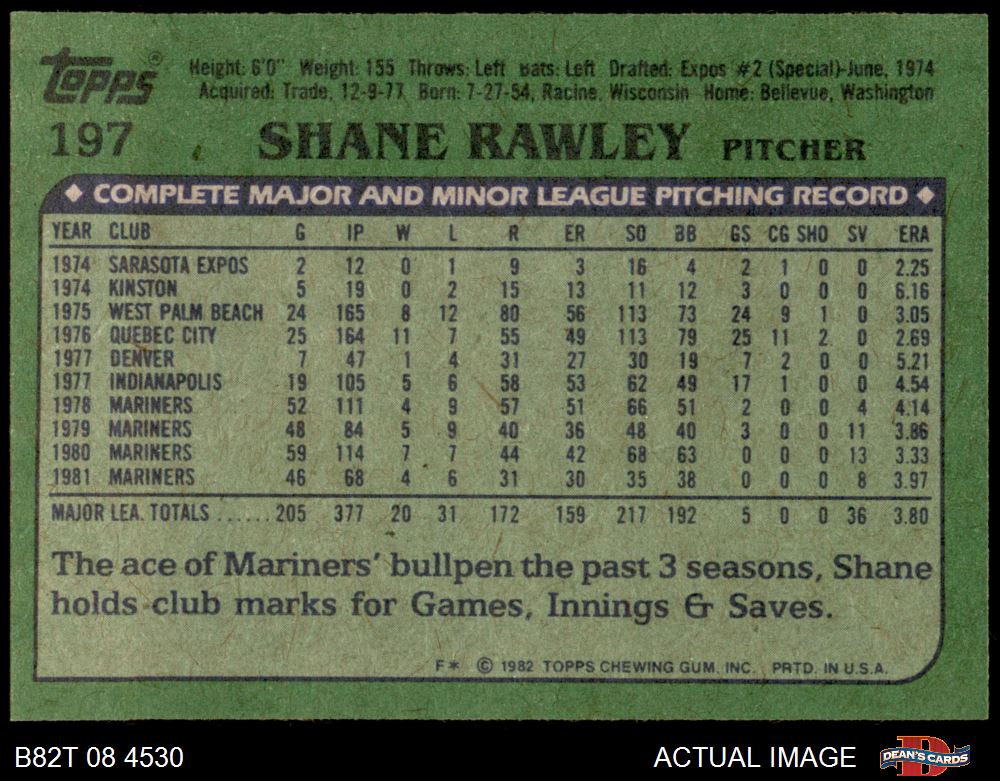 topps®
Height: 6'0" Weight: 155 Throws: Left Bats: Left Drafted: Expos #2 (Special)-June, 1974
Acquired: Trade, 12-9-77 Born: 7-27-54, Racine, Wisconsin Home: Bellevue, Washington
197 SHANE RAWLEY PITCHER
◆ COMPLETE MAJOR AND MINOR LEAGUE PITCHING RECORD ◆
YEAR CLUB G IP W L R ER SO BB GS CG SHO SV ERA
1974 SARASOTA EXPOS 2 12 0 1 9 3 16 4 2 1 0 0 2.25
1974 KINSTON 5 19 0 2 15 13 11 12 3 0 0 0 6.16
1975 WEST PALM BEACH 24 165 8 12 80 56 113 73 24 9 1 0 3.05
1976 QUEBEC CITY 25 164 11 7 55 49 113 79 25 11 2 0 2.69
1977 DENVER 7 47 1 4 31 27 30 19 7 2 0 0 5.21
1977 INDIANAPOLIS 19 105 5 6 58 53 62 49 17 1 0 0 4.54
1978 MARINERS 52 111 4 9 57 51 66 51 2 0 0 4 4.14
1979 MARINERS 48 84 5 9 40 36 48 40 3 0 0 11 3.86
1980 MARINERS 59 114 7 7 44 42 68 63 0 0 0 13 3.33
1981 MARINERS 46 68 4 6 31 30 35 38 0 0 0 8 3.97
MAJOR LEA. TOTALS ......205 377 20 31 172 159 217 192 5 0 0 36 3.80
The ace of Mariners' bullpen the past 3 seasons, Shane
holds club marks for Games, Innings & Saves.
F* © 1982 TOPPS CHEWING GUM, INC. PRTD. IN U.S.A.
B82T 08 4530 ACTUAL IMAGE DEAN'S CARDS